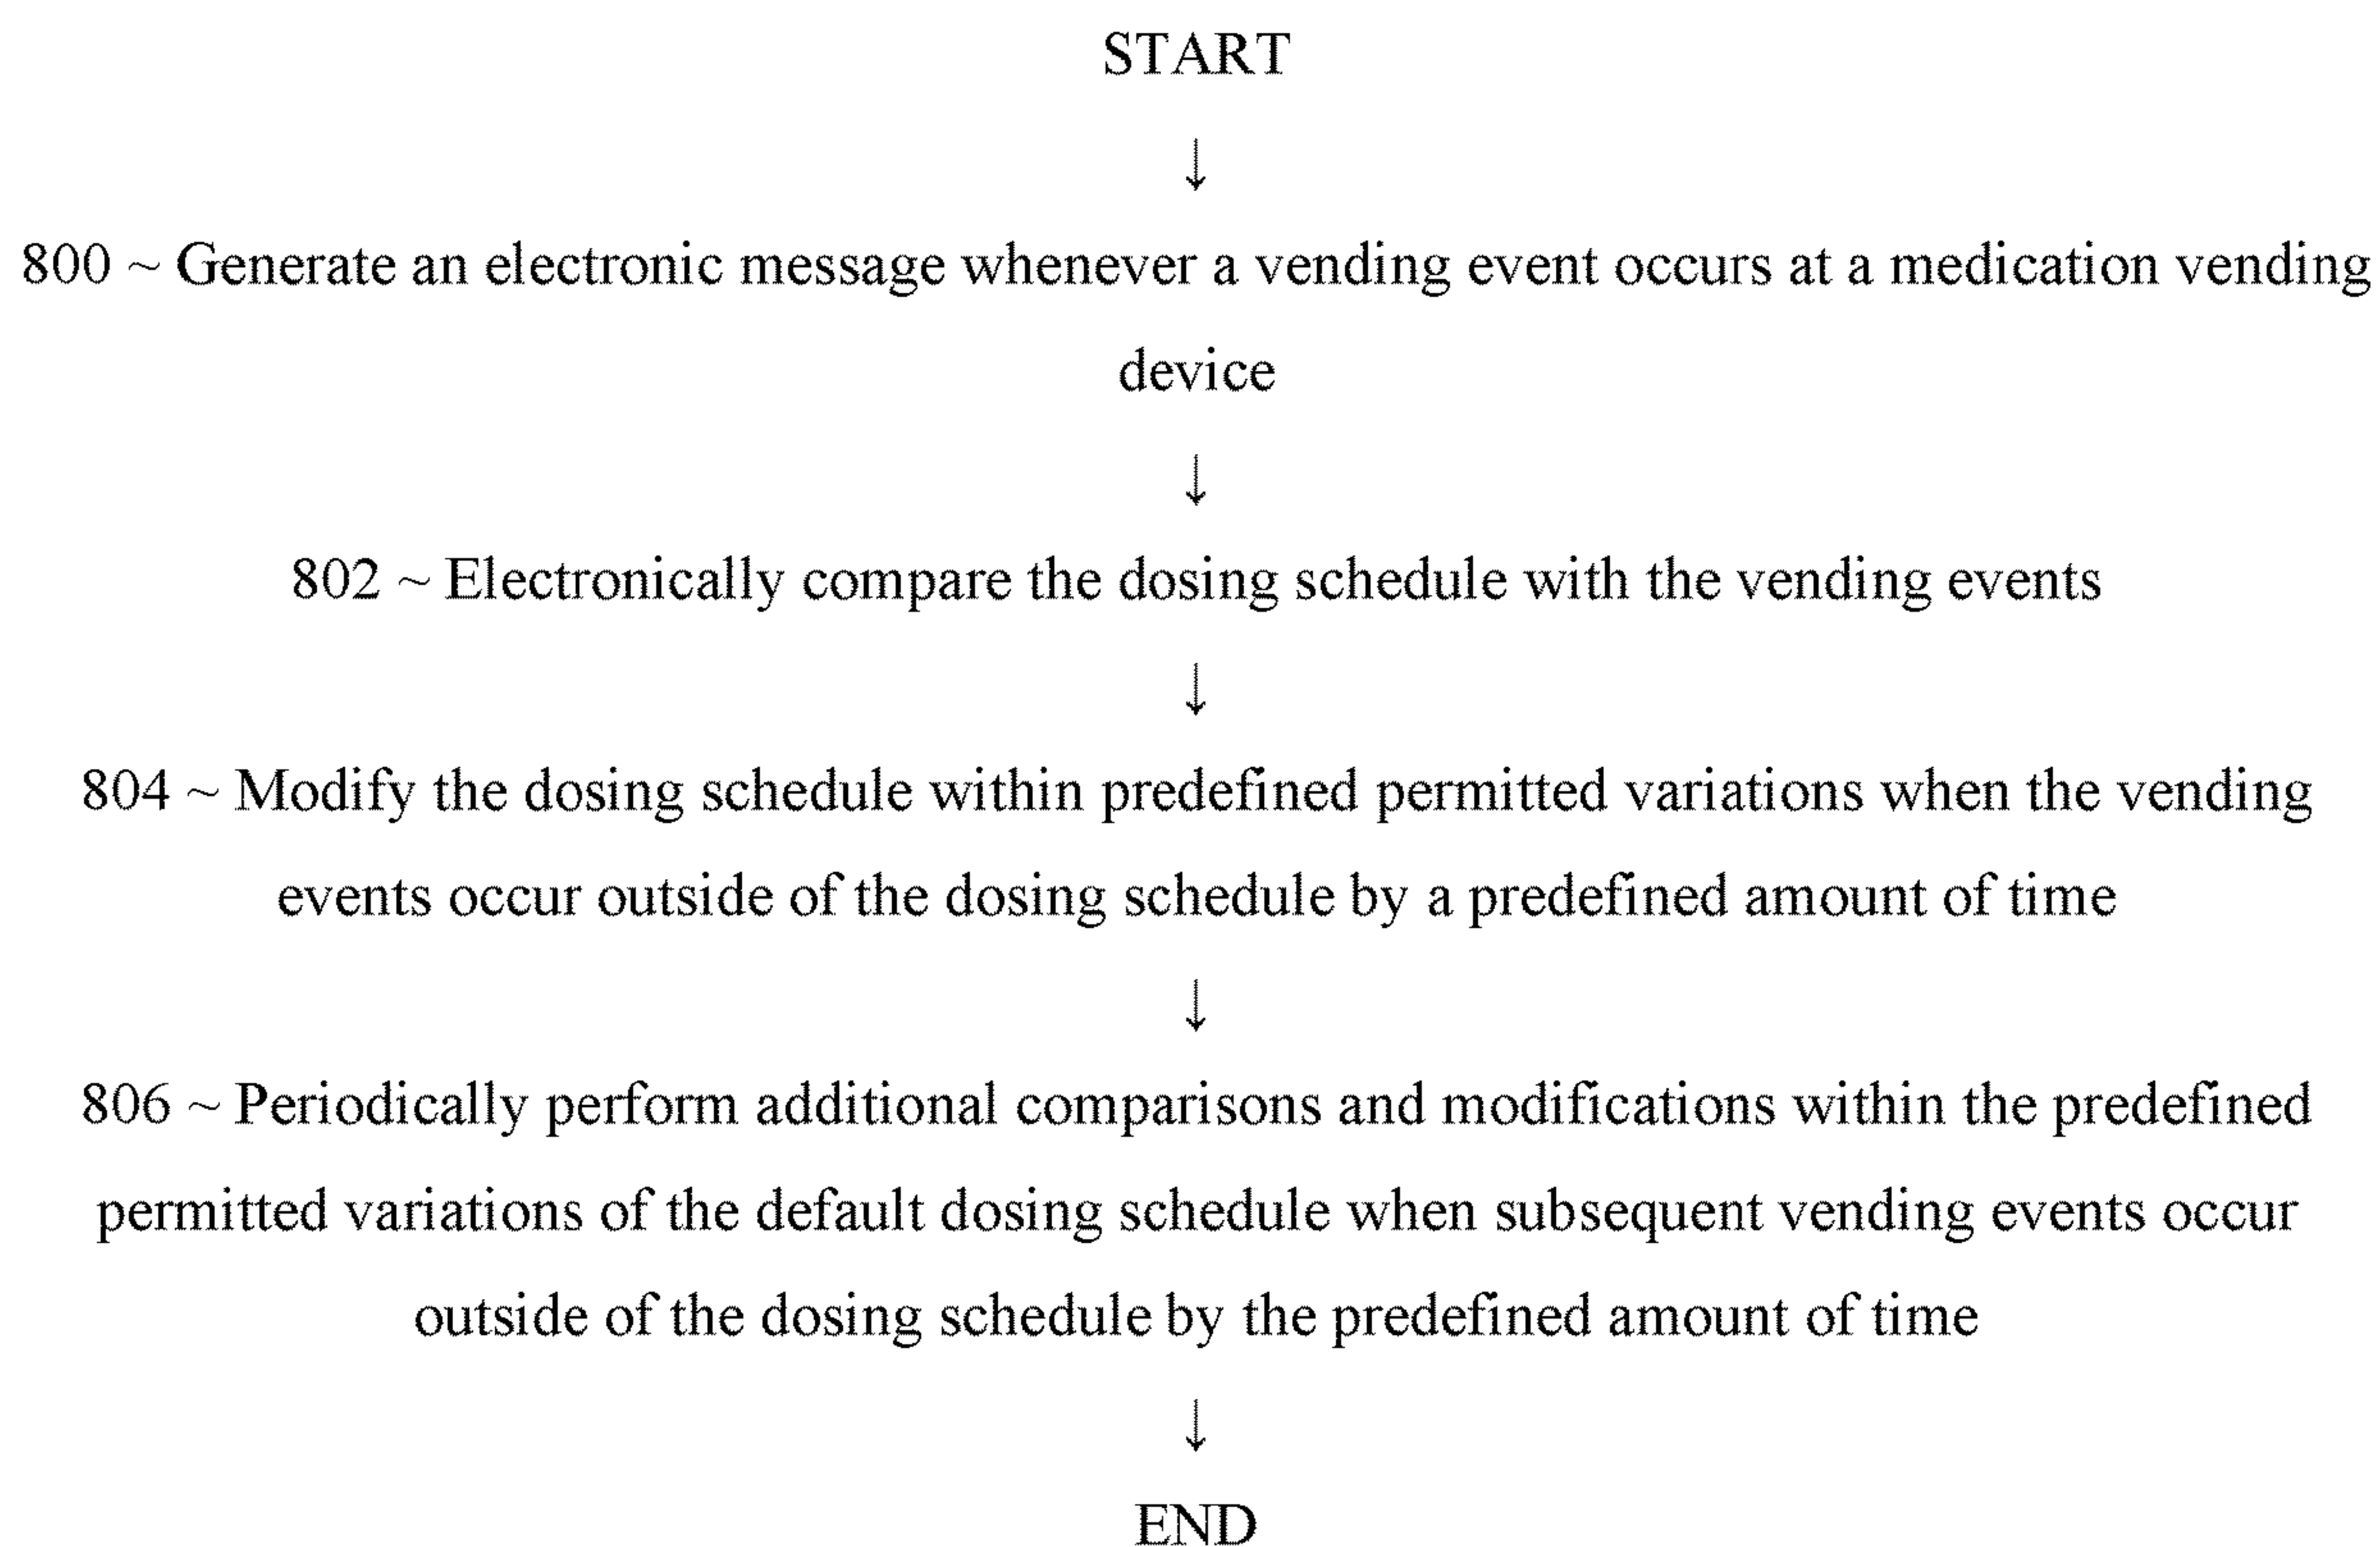 START
↓
800 ~ Generate an electronic message whenever a vending event occurs at a medication vending
device
↓
802 ~ Electronically compare the dosing schedule with the vending events
↓
804 ~ Modify the dosing schedule within predefined permitted variations when the vending
events occur outside of the dosing schedule by a predefined amount of time
↓
806 ~ Periodically perform additional comparisons and modifications within the predefined
permitted variations of the default dosing schedule when subsequent vending events occur
outside of the dosing schedule by the predefined amount of time
↓
END